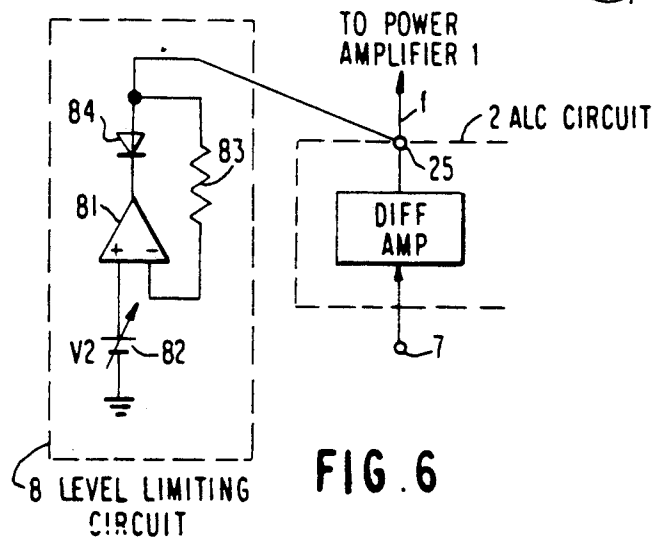 TO POWER
AMPLIFIER 1
84
f
2 ALC CIRCUIT
83
25
81
DIFF
AMP
+ −
V2
82
7
8 LEVEL LIMITING
CIRCUIT
FIG.6